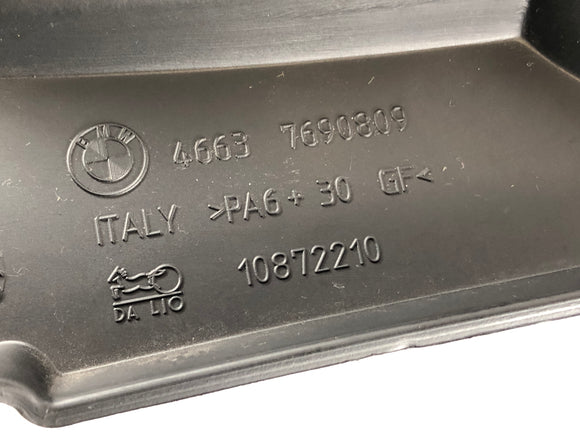 BMW
4663 7690809
ITALY >PA6+30 GF<
10872210
DA LIO